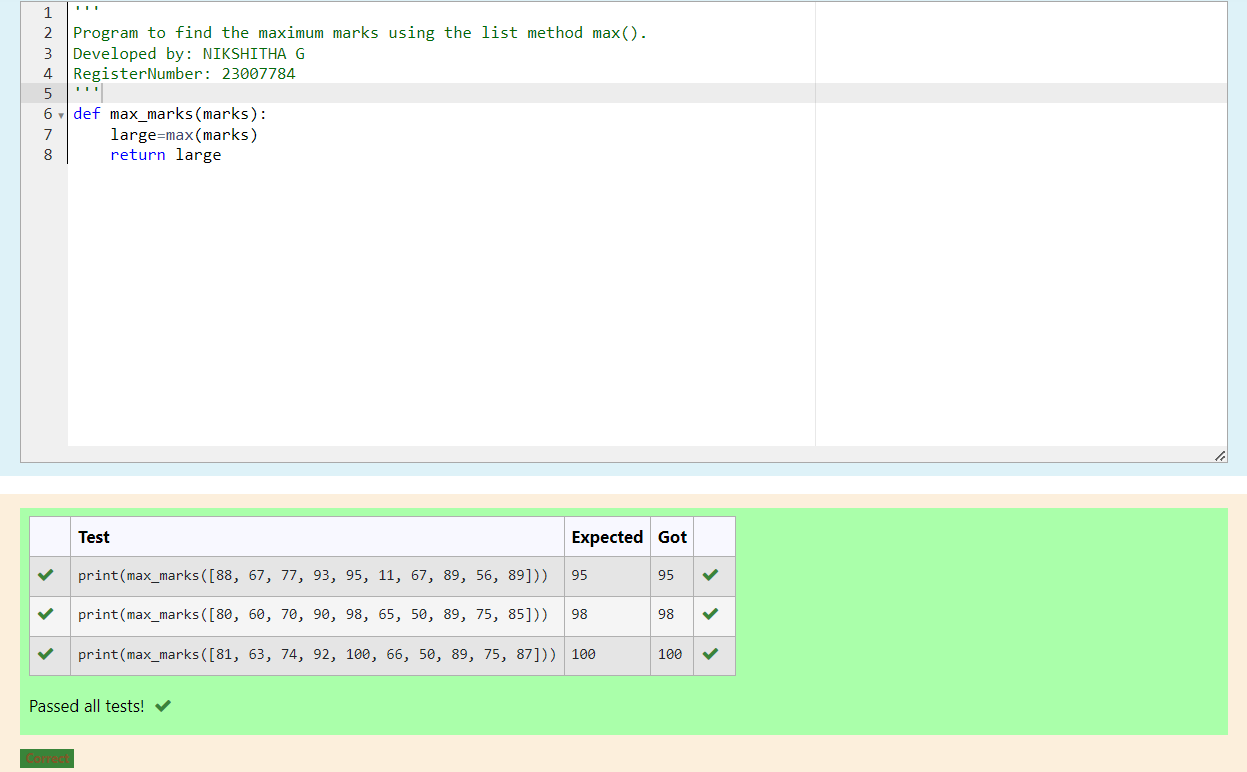 1 '''
2 Program to find the maximum marks using the list method max().
3 Developed by: NIKSHITHA G
4 RegisterNumber: 23007784
5 '''
6 def max_marks(marks):
7     large=max(marks)
8     return large
Test Expected Got
print(max_marks([88, 67, 77, 93, 95, 11, 67, 89, 56, 89])) 95 95
print(max_marks([80, 60, 70, 90, 98, 65, 50, 89, 75, 85])) 98 98
print(max_marks([81, 63, 74, 92, 100, 66, 50, 89, 75, 87])) 100 100
Passed all tests!
Correct